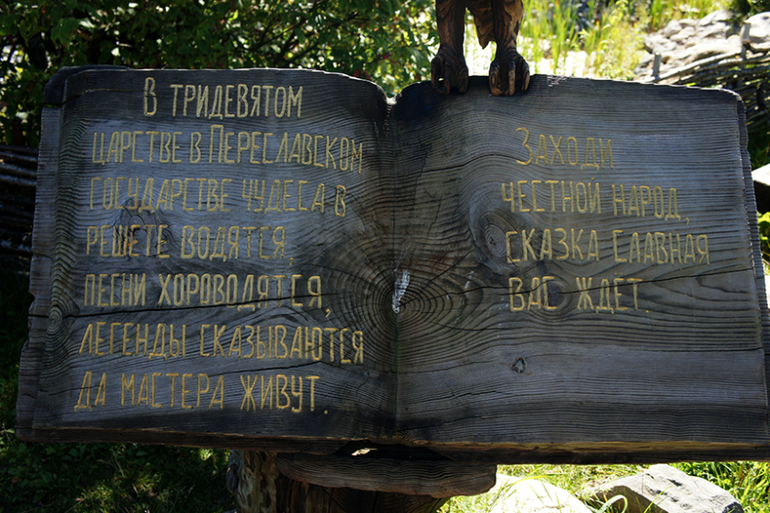 В тридевятом
царстве в Переславском
государстве чудеса в
решете водятся,
песни хороводятся,
легенды сказываются
да мастера живут.
Заходи
честной народ,
сказка славная
вас ждет.